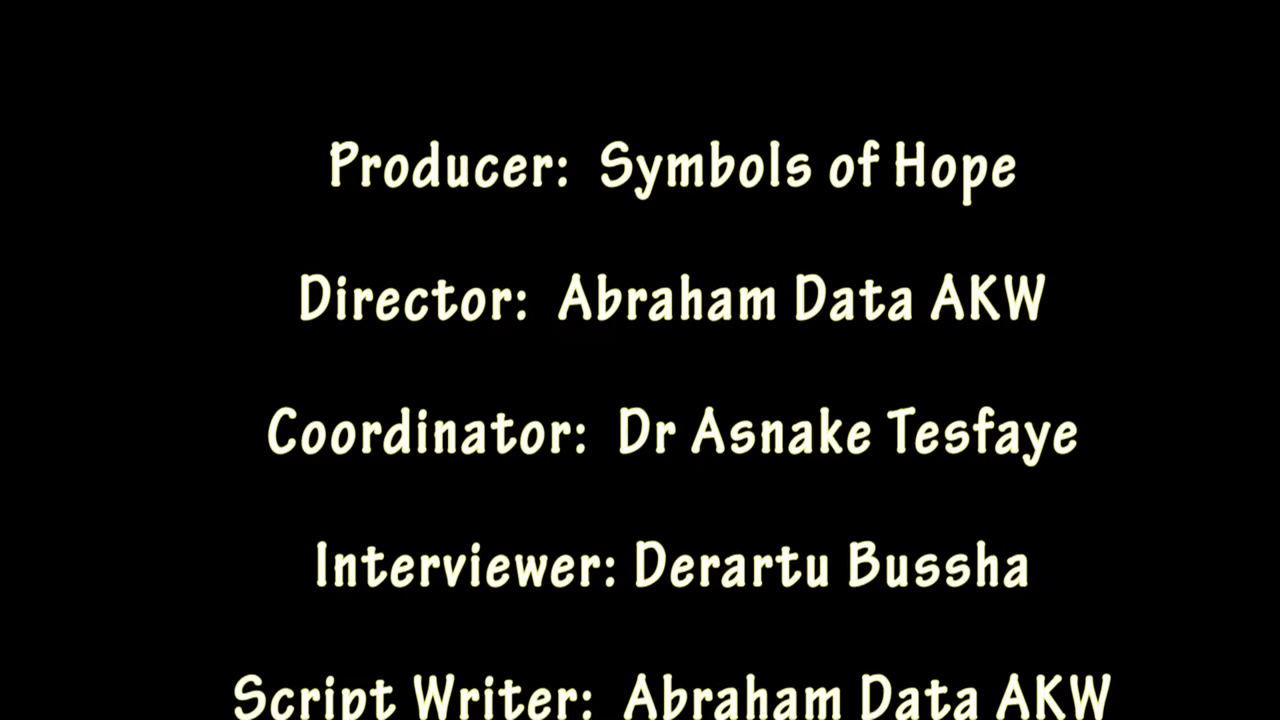 Producer: Symbols of Hope
Director: Abraham Data AKW
Coordinator: Dr Asnake Tesfaye
Interviewer: Derartu Bussha
Script Writer: Abraham Data AKW